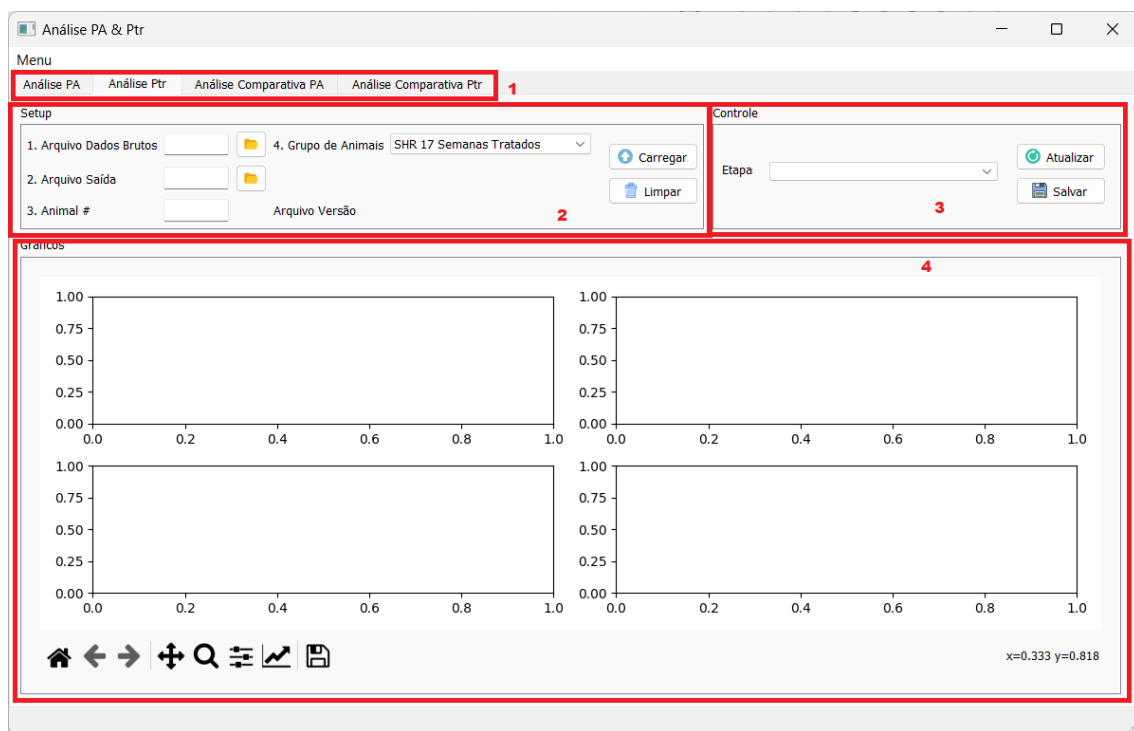 Análise PA & Ptr
Menu
Análise PA Análise Ptr Análise Comparativa PA Análise Comparativa Ptr 1
Setup
1. Arquivo Dados Brutos 4. Grupo de Animais SHR 17 Semanas Tratados Carregar
2. Arquivo Saída Limpar
3. Animal # Arquivo Versão 2
Controle
Etapa Atualizar
Salvar
3
Gráficos
4
1.00
0.75
0.50
0.25
0.00
0.0 0.2 0.4 0.6 0.8 1.0
1.00
0.75
0.50
0.25
0.00
0.0 0.2 0.4 0.6 0.8 1.0
1.00
0.75
0.50
0.25
0.00
0.0 0.2 0.4 0.6 0.8 1.0
1.00
0.75
0.50
0.25
0.00
0.0 0.2 0.4 0.6 0.8 1.0
x=0.333 y=0.818